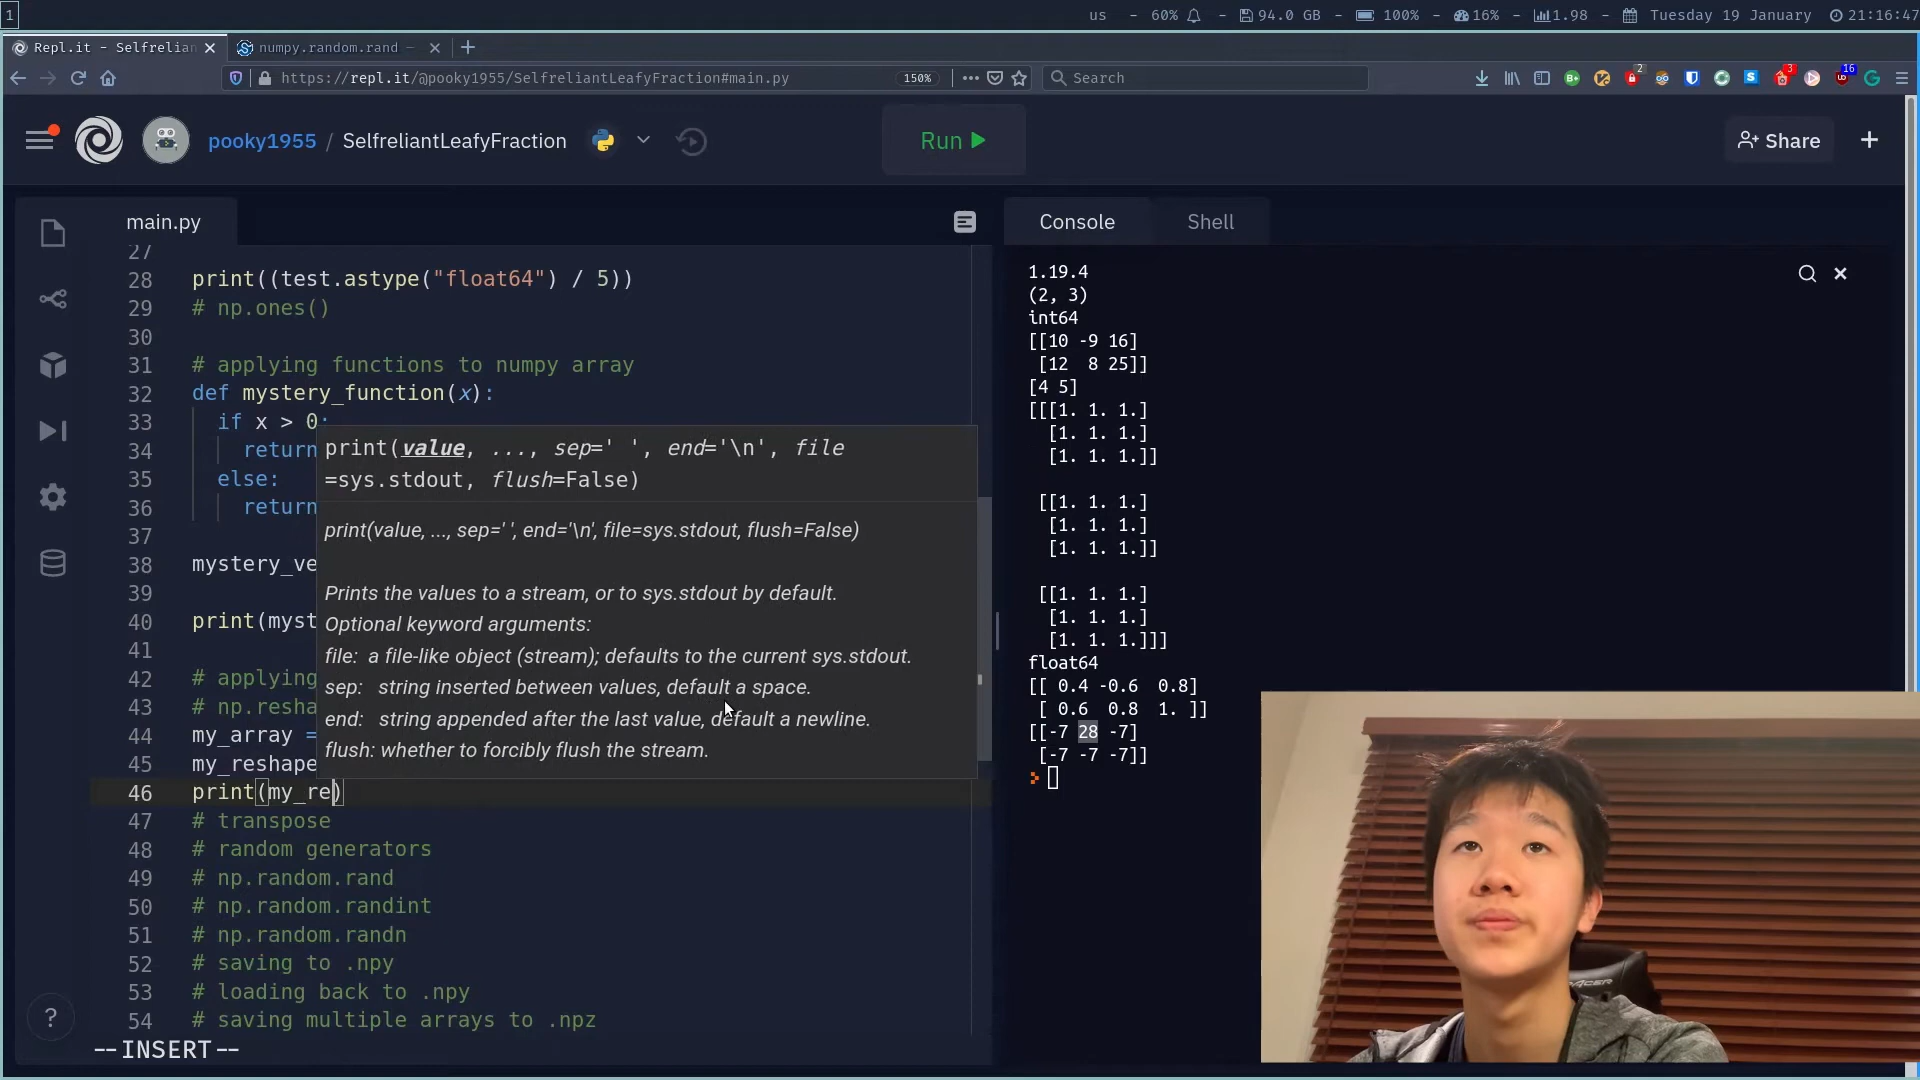 1
us - 60% - 94.0 GB - 100% - 16% - 1.98 - Tuesday 19 January 21:16:47
Repl.it - Selfrelian
numpy.random.rand —
https://repl.it/@pooky1955/SelfreliantLeafyFraction#main.py
150%
Search
2
3
16
pooky1955 / SelfreliantLeafyFraction
Run
Share
main.py
27
28 print((test.astype("float64") / 5))
29 # np.ones()
30
31 # applying functions to numpy array
32 def mystery_function(x):
33 if x > 0:
34 return
35 else:
36 return
37
38 mystery_ve
39
40 print(myst
41
42 # applying
43 # np.resha
44 my_array =
45 my_reshape
46 print(my_re)
47 # transpose
48 # random generators
49 # np.random.rand
50 # np.random.randint
51 # np.random.randn
52 # saving to .npy
53 # loading back to .npy
54 # saving multiple arrays to .npz
--INSERT--
print(value, ..., sep=' ', end='\n', file
=sys.stdout, flush=False)
print(value, ..., sep=' ', end='\n', file=sys.stdout, flush=False)
Prints the values to a stream, or to sys.stdout by default.
Optional keyword arguments:
file: a file-like object (stream); defaults to the current sys.stdout.
sep: string inserted between values, default a space.
end: string appended after the last value, default a newline.
flush: whether to forcibly flush the stream.
Console
Shell
1.19.4
(2, 3)
int64
[[10 -9 16]
[12 8 25]]
[4 5]
[[[1. 1. 1.]
[1. 1. 1.]
[1. 1. 1.]]
[[1. 1. 1.]
[1. 1. 1.]
[1. 1. 1.]]
[[1. 1. 1.]
[1. 1. 1.]
[1. 1. 1.]]]
float64
[[ 0.4 -0.6 0.8]
[ 0.6 0.8 1. ]]
[[-7 28 -7]
[-7 -7 -7]]
?